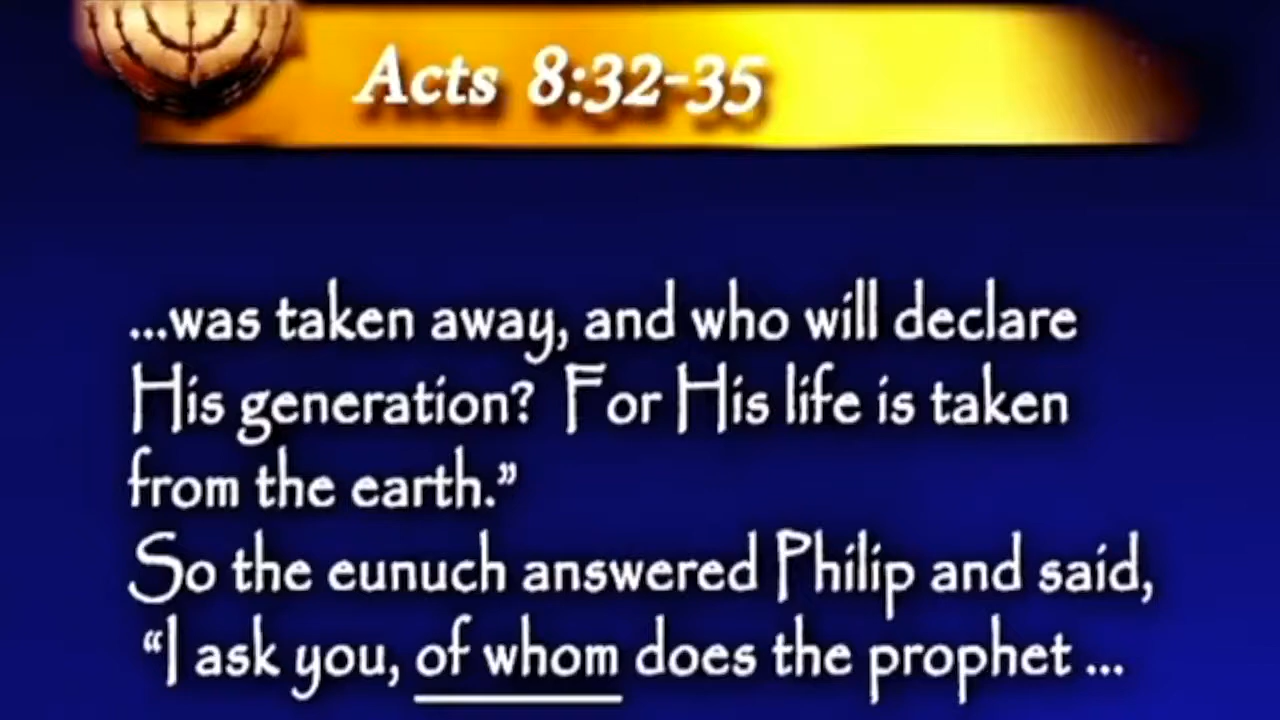 Acts 8:32-35
...was taken away, and who will declare
His generation? For His life is taken
from the earth.”
So the eunuch answered Philip and said,
“I ask you, of whom does the prophet ...